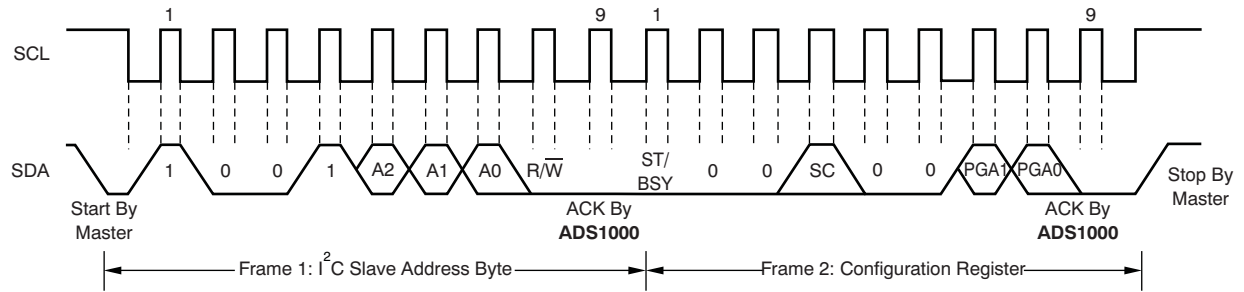 1 9 1 9
SCL
SDA 1 0 0 1 A2 A1 A0 R/W ST/BSY 0 0 SC 0 0 PGA1 PGA0
Start By Master
ACK By ADS1000
ACK By ADS1000
Stop By Master
Frame 1: I²C Slave Address Byte
Frame 2: Configuration Register